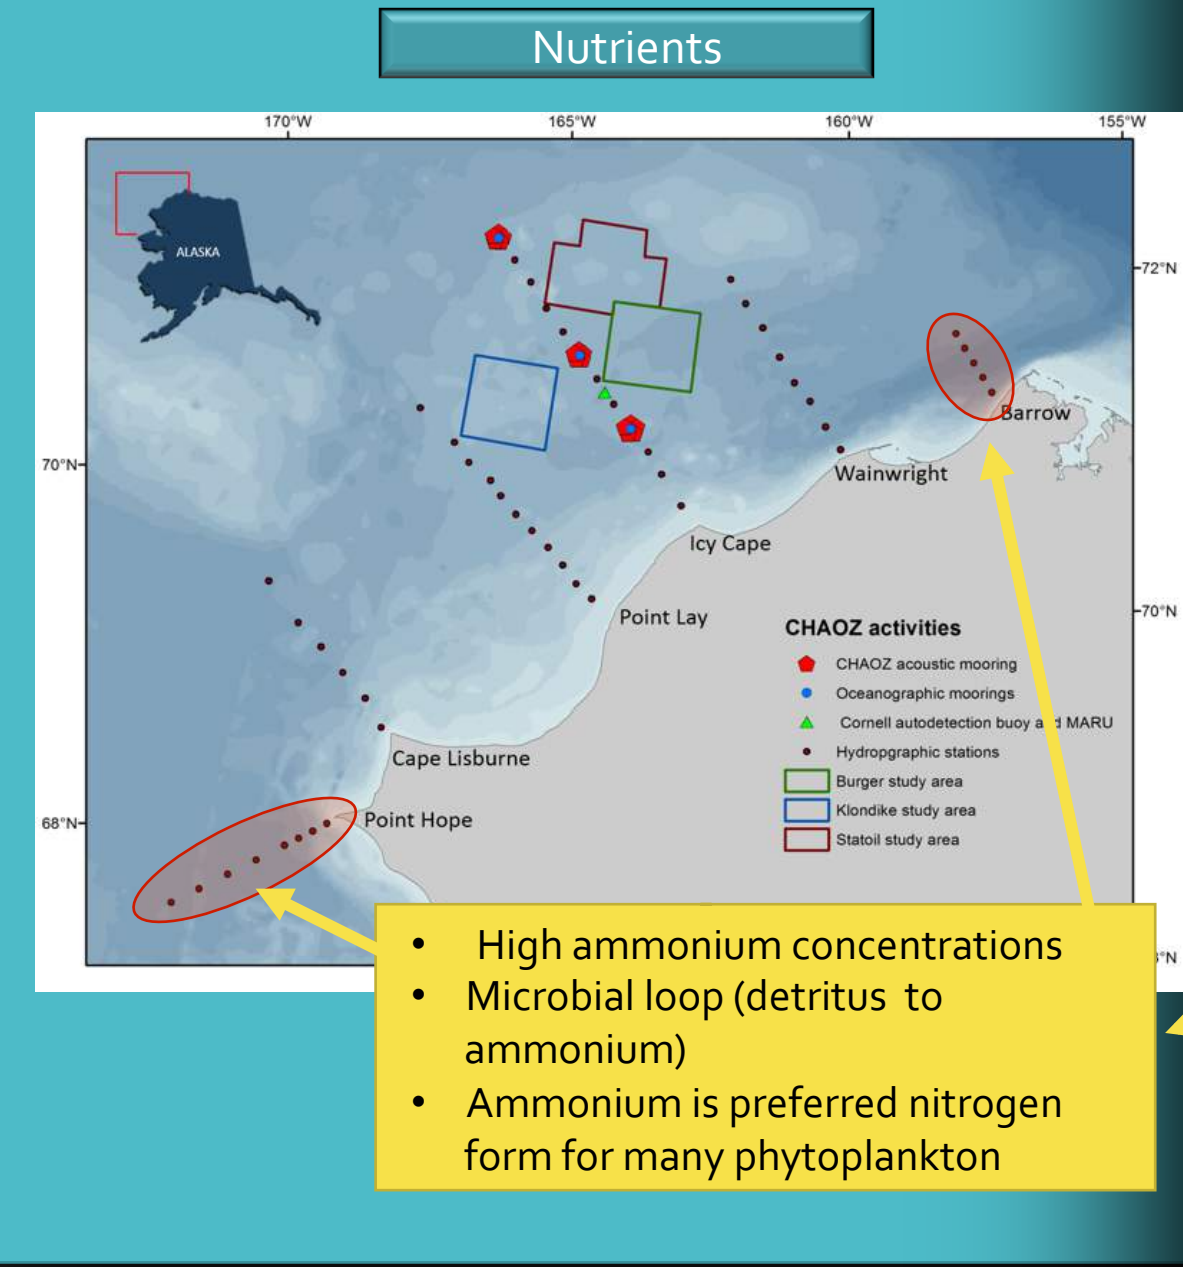 Nutrients
170°W
165°W
160°W
155°W
ALASKA
72°N
Barrow
70°N
Wainwright
Icy Cape
70°N
Point Lay
CHAOZ activities
CHAOZ acoustic mooring
Oceanographic moorings
Cornell autodetection buoy and MARU
Hydropgraphic stations
Burger study area
Klondike study area
Statoil study area
Cape Lisburne
68°N
Point Hope
°N
• High ammonium concentrations
• Microbial loop (detritus to
ammonium)
• Ammonium is preferred nitrogen
form for many phytoplankton